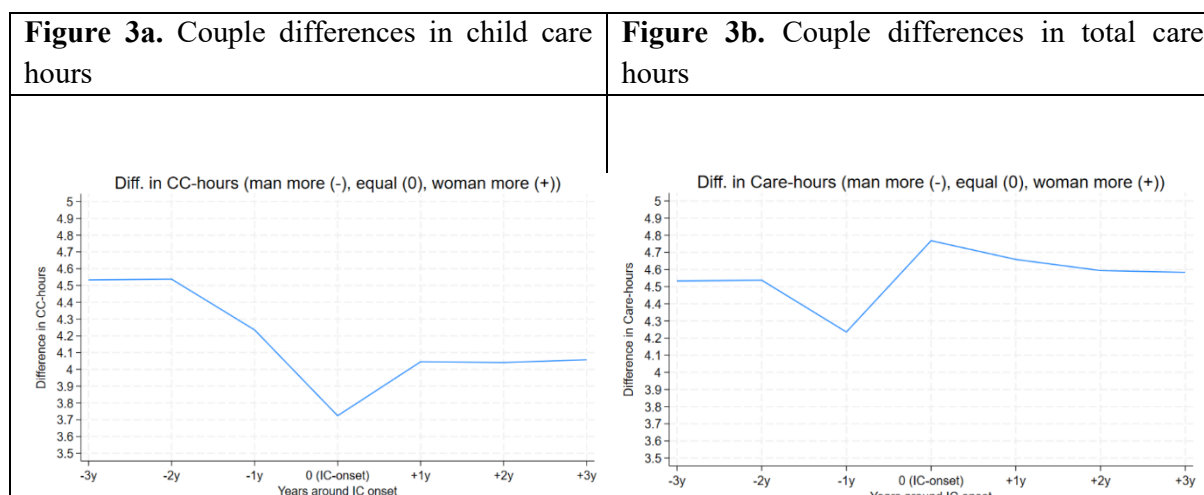 Figure 3a. Couple differences in child care
hours
Figure 3b. Couple differences in total care
hours
Diff. in CC-hours (man more (-), equal (0), woman more (+))
5
4.9
4.8
4.7
4.6
4.5
4.4
4.3
4.2
4.1
4
3.9
3.8
3.7
3.6
3.5
Difference in CC-hours
-3y -2y -1y 0 (IC-onset) +1y +2y +3y
Years around IC onset
Diff. in Care-hours (man more (-), equal (0), woman more (+))
5
4.9
4.8
4.7
4.6
4.5
4.4
4.3
4.2
4.1
4
3.9
3.8
3.7
3.6
3.5
Difference in Care-hours
-3y -2y -1y 0 (IC-onset) +1y +2y +3y
Years around IC onset